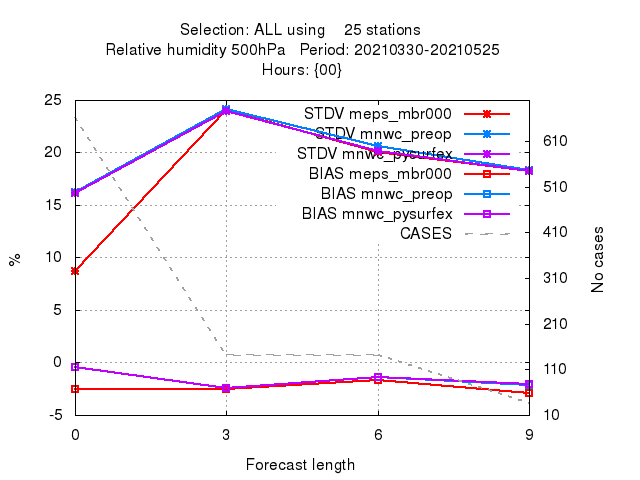 Selection: ALL using 25 stations
Relative humidity 500hPa Period: 20210330-20210525
Hours: {00}
STDV meps_mbr000
STDV mnwc_preop
STDV mnwc_pysurfex
BIAS meps_mbr000
BIAS mnwc_preop
BIAS mnwc_pysurfex
CASES
25
20
15
10
5
0
-5
%
610
510
410
310
210
110
10
No cases
0 3 6 9
Forecast length